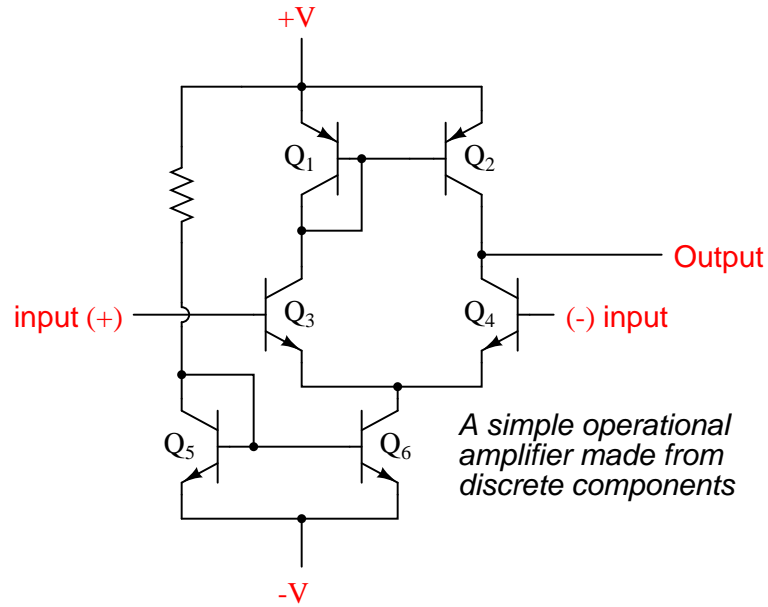 +V
Q1
Q2
Output
input (+)
Q3
Q4
(-) input
Q5
Q6
A simple operational
amplifier made from
discrete components
-V